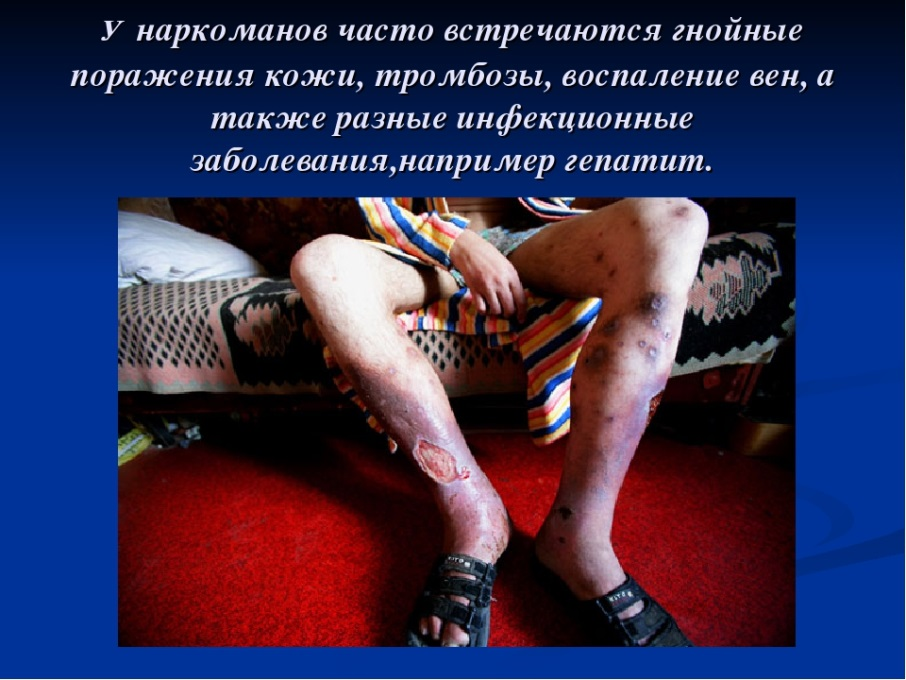 У наркоманов часто встречаются гнойные
поражения кожи, тромбозы, воспаление вен, а
также разные инфекционные
заболевания,например гепатит.